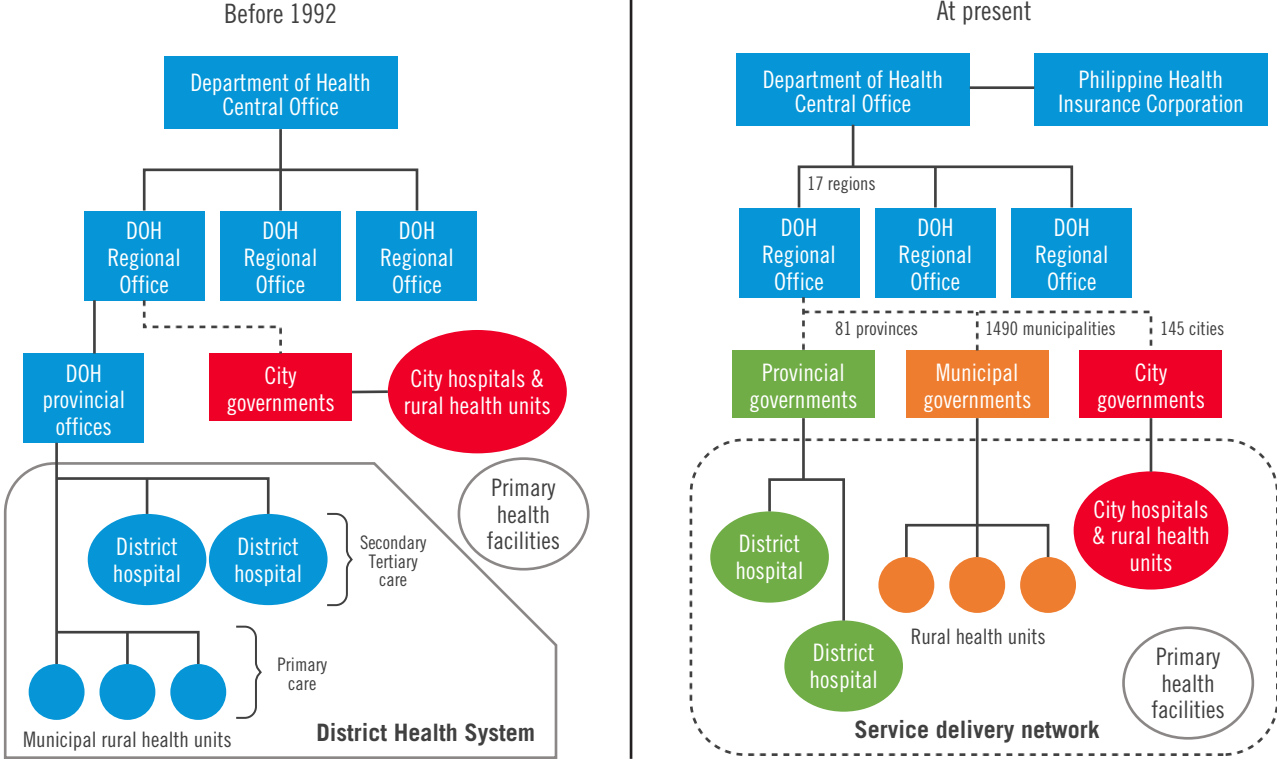 Before 1992
Department of Health
Central Office
DOH
Regional
Office
DOH
Regional
Office
DOH
Regional
Office
DOH
provincial
offices
City
governments
City hospitals &
rural health units
Primary
health
facilities
District
hospital
District
hospital
Secondary
Tertiary
care
Primary
care
Municipal rural health units
District Health System
At present
Department of Health
Central Office
Philippine Health
Insurance Corporation
17 regions
DOH
Regional
Office
DOH
Regional
Office
DOH
Regional
Office
81 provinces
1490 municipalities
145 cities
Provincial
governments
Municipal
governments
City
governments
District
hospital
District
hospital
Rural health units
City hospitals
& rural health
units
Primary
health
facilities
Service delivery network